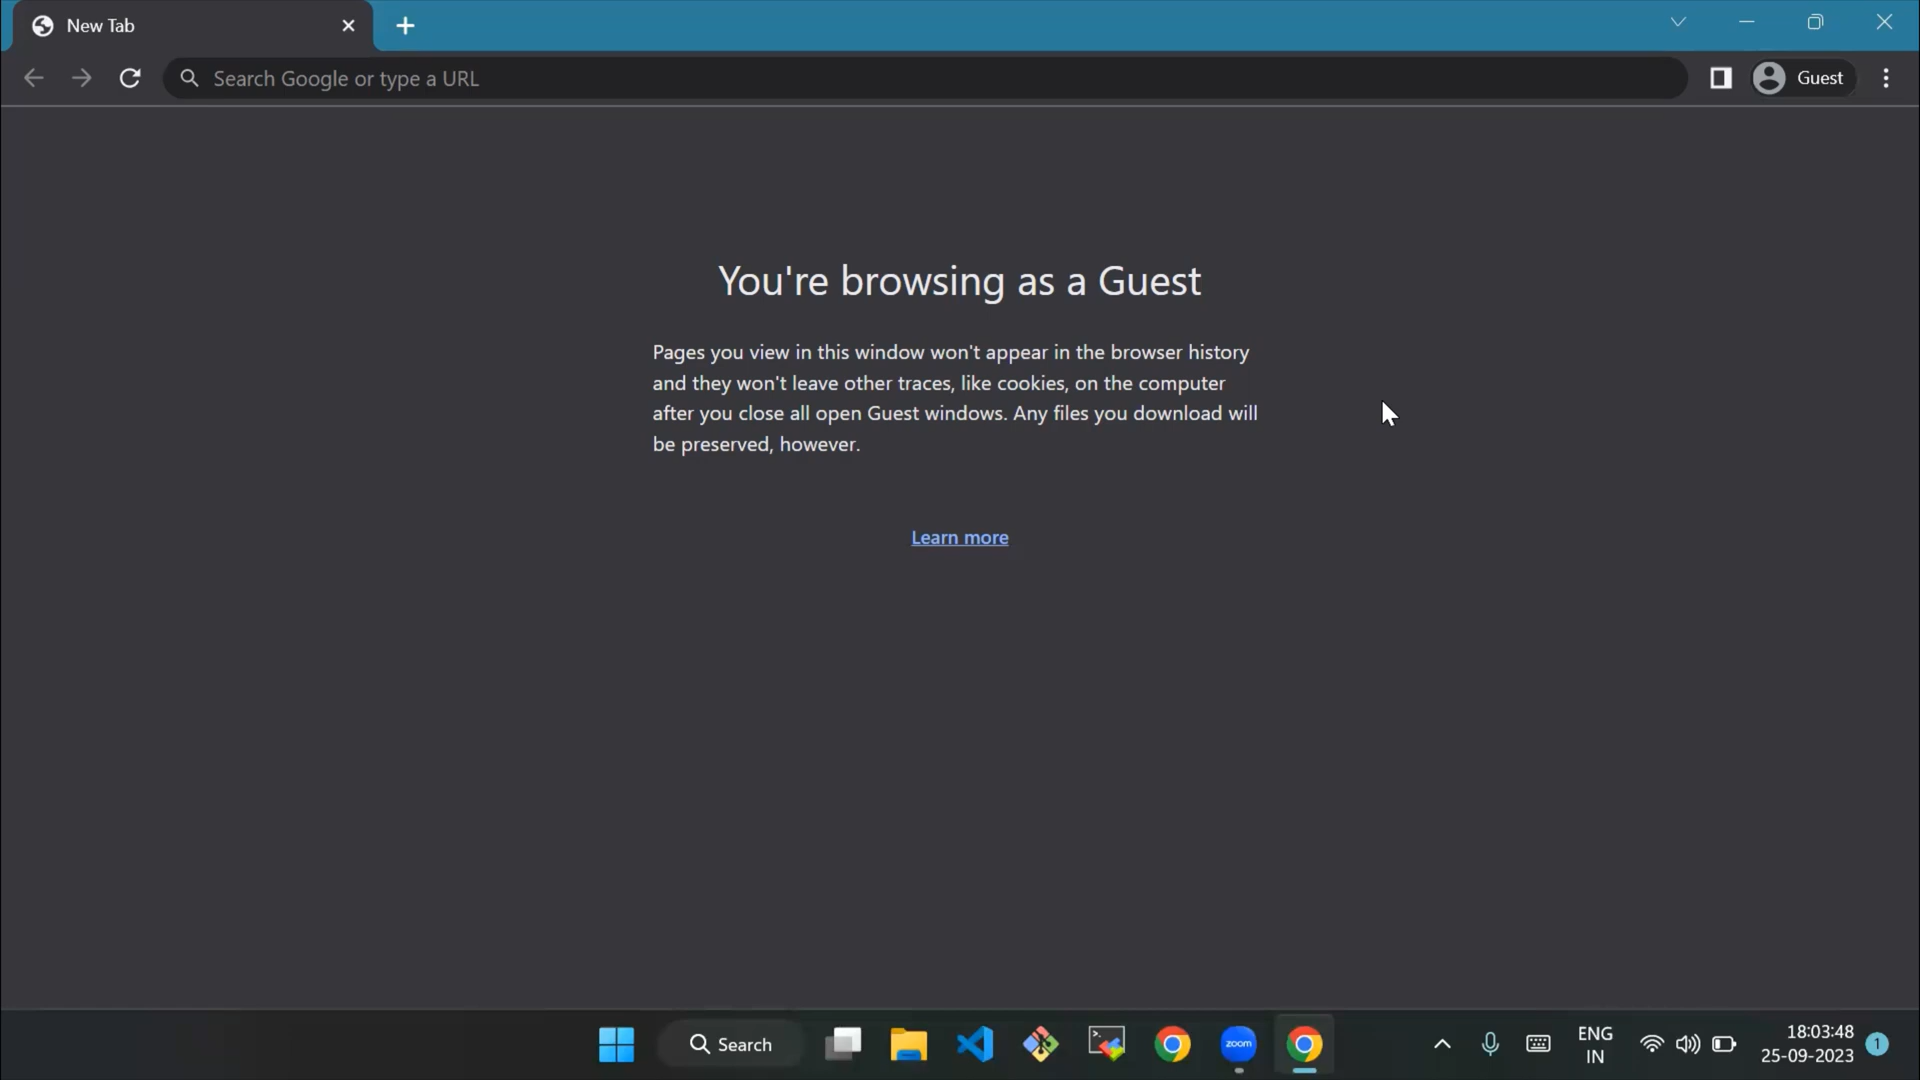 New Tab
Search Google or type a URL
Guest
You're browsing as a Guest
Pages you view in this window won't appear in the browser history
and they won't leave other traces, like cookies, on the computer
after you close all open Guest windows. Any files you download will
be preserved, however.
Learn more
Search
zoom
ENG
IN
18:03:48
25-09-2023
1